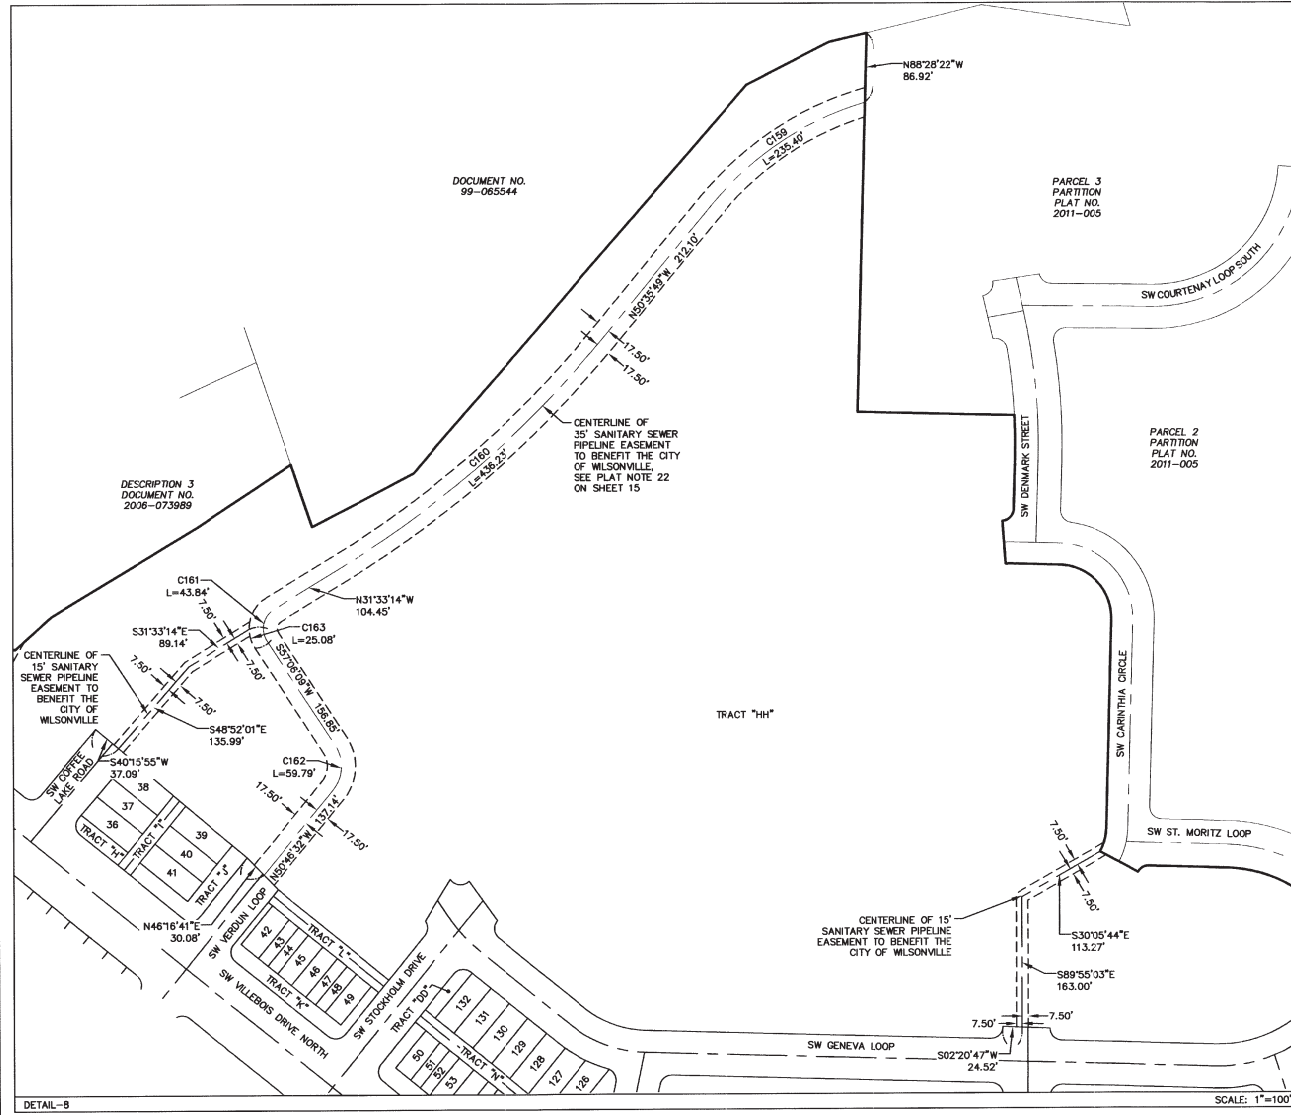 N88°28'22"W
86.92'
C159
L=235.40'
DOCUMENT NO.
99-065544
PARCEL 3
PARTITION
PLAT NO.
2011-005
SW COURTENAY LOOP SOUTH
N50°35'49"W 212.10'
17.50'
17.50'
CENTERLINE OF
35' SANITARY SEWER
PIPELINE EASEMENT
TO BENEFIT THE CITY
OF WILSONVILLE,
SEE PLAT NOTE 22
ON SHEET 15
C160
L=436.23'
SW DENMARK STREET
PARCEL 2
PARTITION
PLAT NO.
2011-005
DESCRIPTION 3
DOCUMENT NO.
2006-073989
C161
L=43.84'
N31°33'14"W
104.45'
7.50'
C163
L=25.08'
S31°33'14"E
89.14'
7.50'
S57°06'09"W 156.85'
CENTERLINE OF
15' SANITARY
SEWER PIPELINE
EASEMENT TO
BENEFIT THE
CITY OF
WILSONVILLE
7.50'
7.50'
S48°52'01"E
135.99'
TRACT "HH"
SW CARINTHIA CIRCLE
S40°15'55"W
37.09'
C162
L=59.79'
SW COFFEE
LAKE ROAD
38
37
36
TRACT "H"
TRACT "I"
39
40
41
TRACT "J"
17.50'
17.50'
N50°46'32"W 137.14'
N46°16'41"E
30.08'
SW VERDUN LOOP
SW VILLEBOIS DRIVE NORTH
42
43
44
45
46
47
48
49
TRACT "L"
TRACT "K"
SW STOCKHOLM DRIVE
TRACT "DD"
132
131
130
129
128
127
126
TRACT "N"
50
51
52
53
SW ST. MORITZ LOOP
7.50'
7.50'
CENTERLINE OF 15'
SANITARY SEWER PIPELINE
EASEMENT TO BENEFIT THE
CITY OF WILSONVILLE
S30°05'44"E
113.27'
S89°55'03"E
163.00'
7.50'
7.50'
SW GENEVA LOOP
S02°20'47"W
24.52'
DETAIL-B
SCALE: 1"=100'